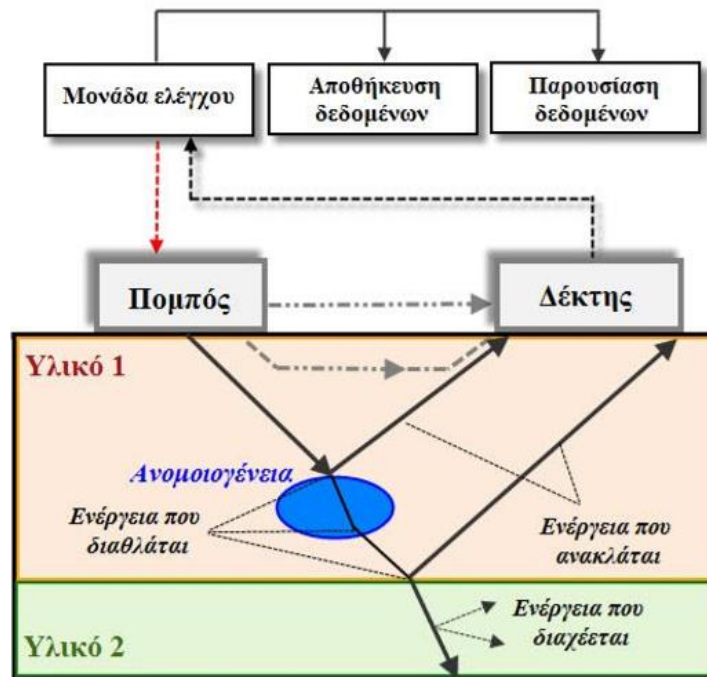 Μονάδα ελέγχου
Αποθήκευση
δεδομένων
Παρουσίαση
δεδομένων
Πομπός
Δέκτης
Υλικό 1
Ανομοιογένεια
Ενέργεια που
διαθλάται
Ενέργεια που
ανακλάται
Ενέργεια που
διαχέεται
Υλικό 2